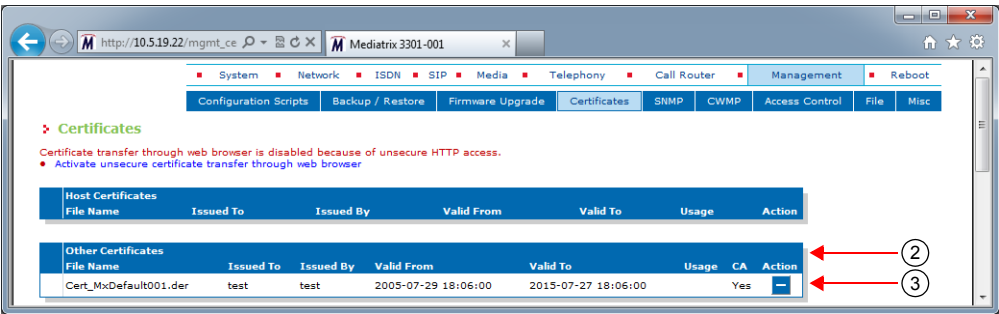 http://10.5.19.22/mgmt_ce
Mediatrix 3301-001
System Network ISDN SIP Media Telephony Call Router Management Reboot
Configuration Scripts Backup / Restore Firmware Upgrade Certificates SNMP CWMP Access Control File Misc
Certificates
Certificate transfer through web browser is disabled because of unsecure HTTP access.
Activate unsecure certificate transfer through web browser
Host Certificates
File Name Issued To Issued By Valid From Valid To Usage Action
Other Certificates
2
File Name Issued To Issued By Valid From Valid To Usage CA Action
Cert_MxDefault001.der test test 2005-07-29 18:06:00 2015-07-27 18:06:00 Yes
3